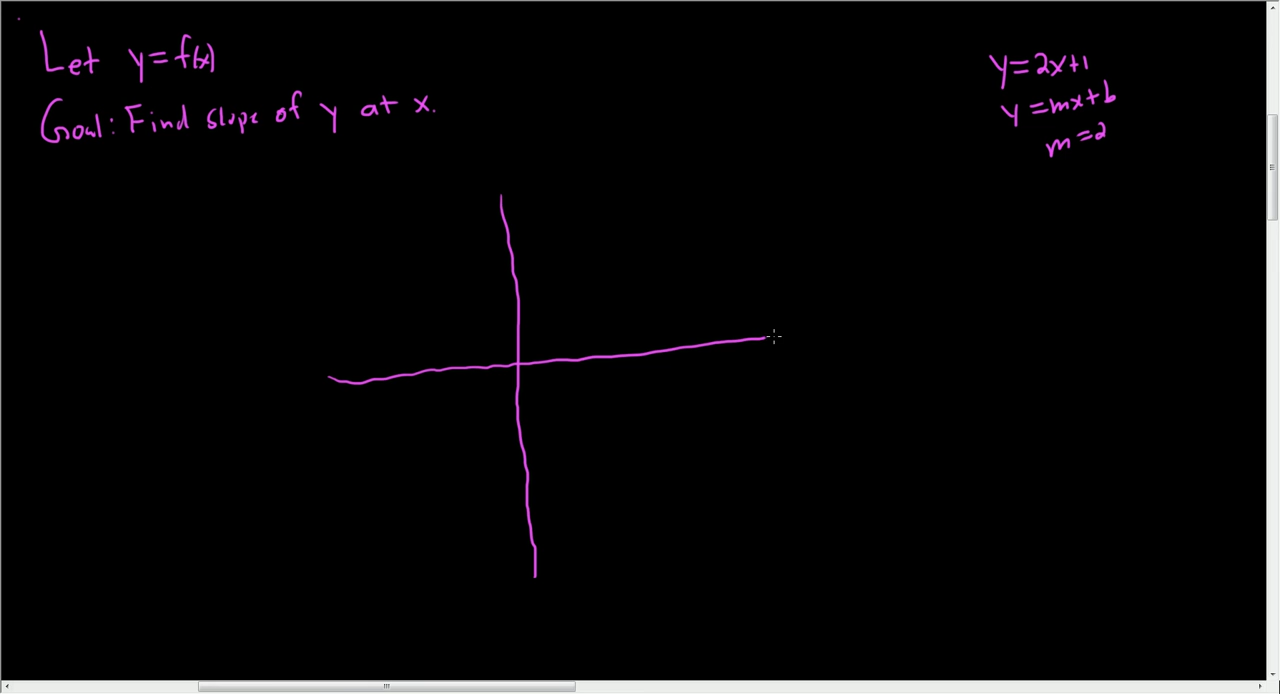 Let y=f(x)
Goal: Find slope of y at x.
y=2x+1
y=mx+b
m=2